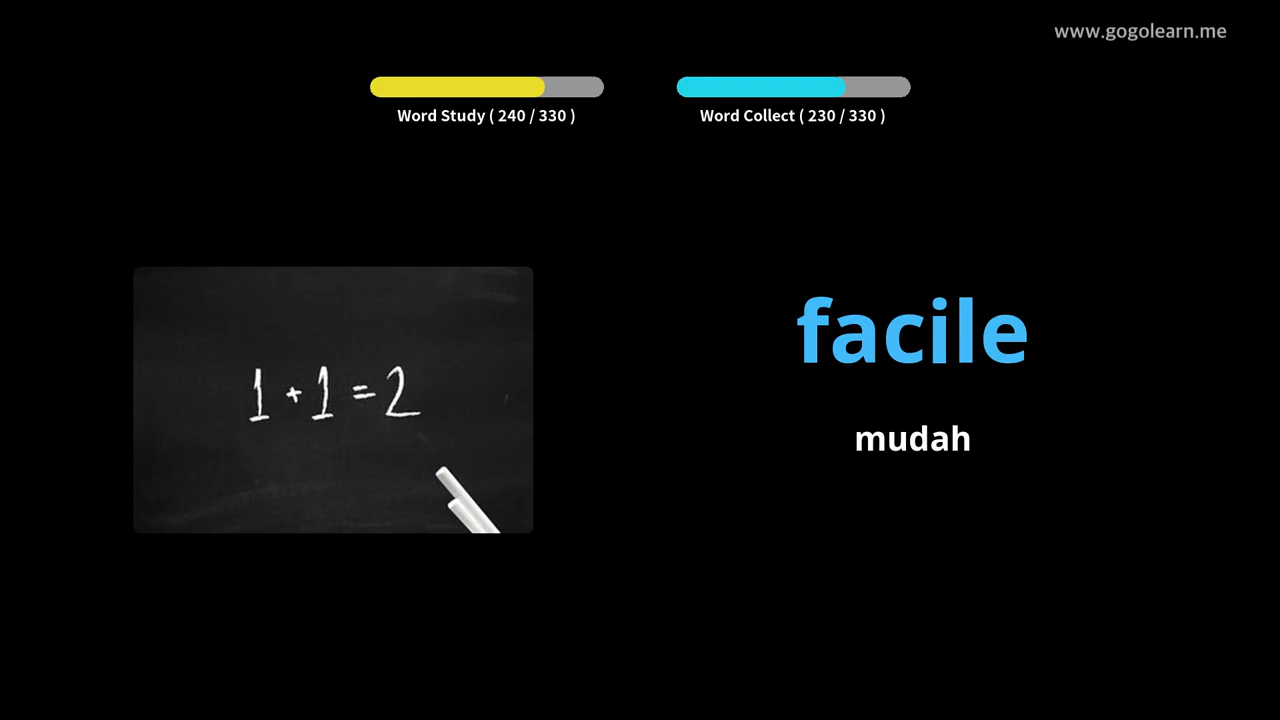 www.gogolearn.me
Word Study ( 240 / 330 )
Word Collect ( 230 / 330 )
1 + 1 = 2
facile
mudah